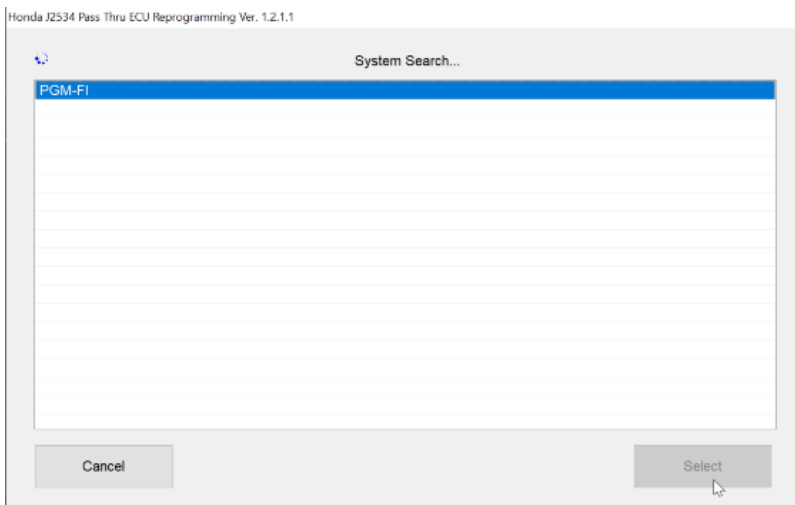 Honda J2534 Pass Thru ECU Reprogramming Ver. 1.2.1.1
System Search...
PGM-FI
Cancel
Select